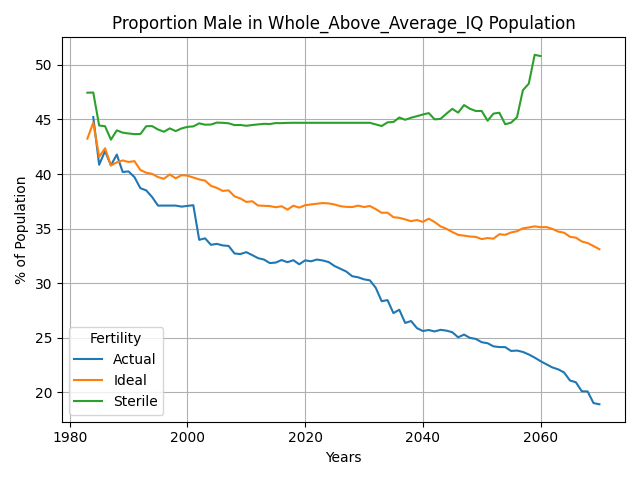 Proportion Male in Whole_Above_Average_IQ Population
% of Population
50
45
40
35
30
25
20
Fertility
Actual
Ideal
Sterile
1980
2000
2020
2040
2060
Years